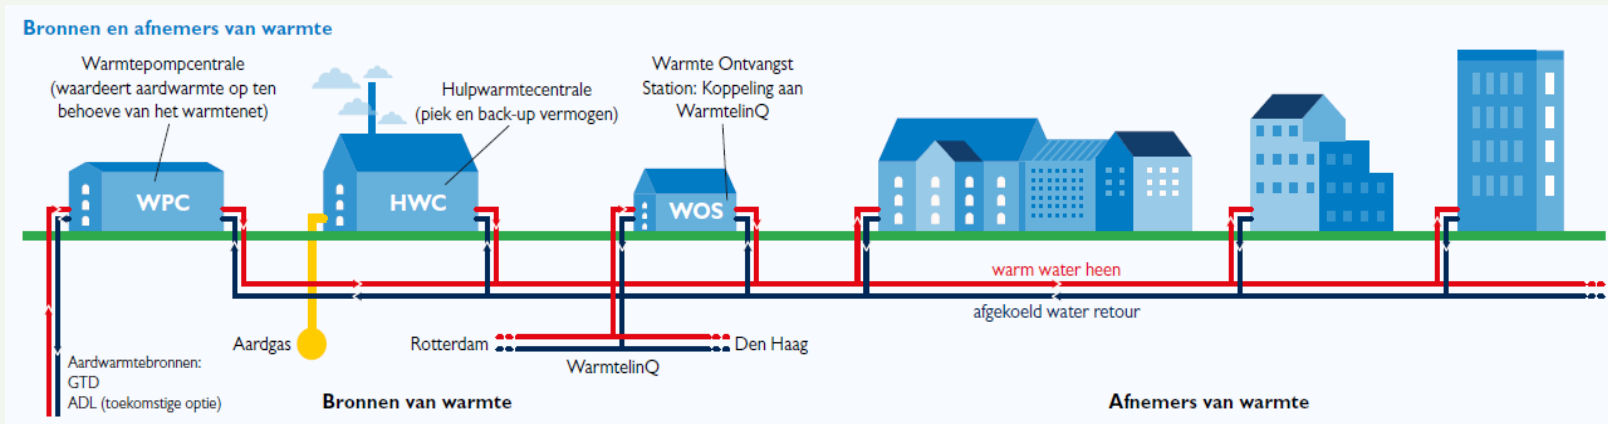 Bronnen en afnemers van warmte
Warmtepompcentrale
(waardeert aardwarmte op ten
behoeve van het warmtenet)
Hulpwarmtecentrale
(piek en back-up vermogen)
Warmte Ontvangst
Station: Koppeling aan
WarmtelinQ
WPC
HWC
WOS
warm water heen
afgekoeld water retour
Aardgas
Rotterdam
Den Haag
WarmtelinQ
Aardwarmtebronnen:
GTD
ADL (toekomstige optie)
Bronnen van warmte
Afnemers van warmte